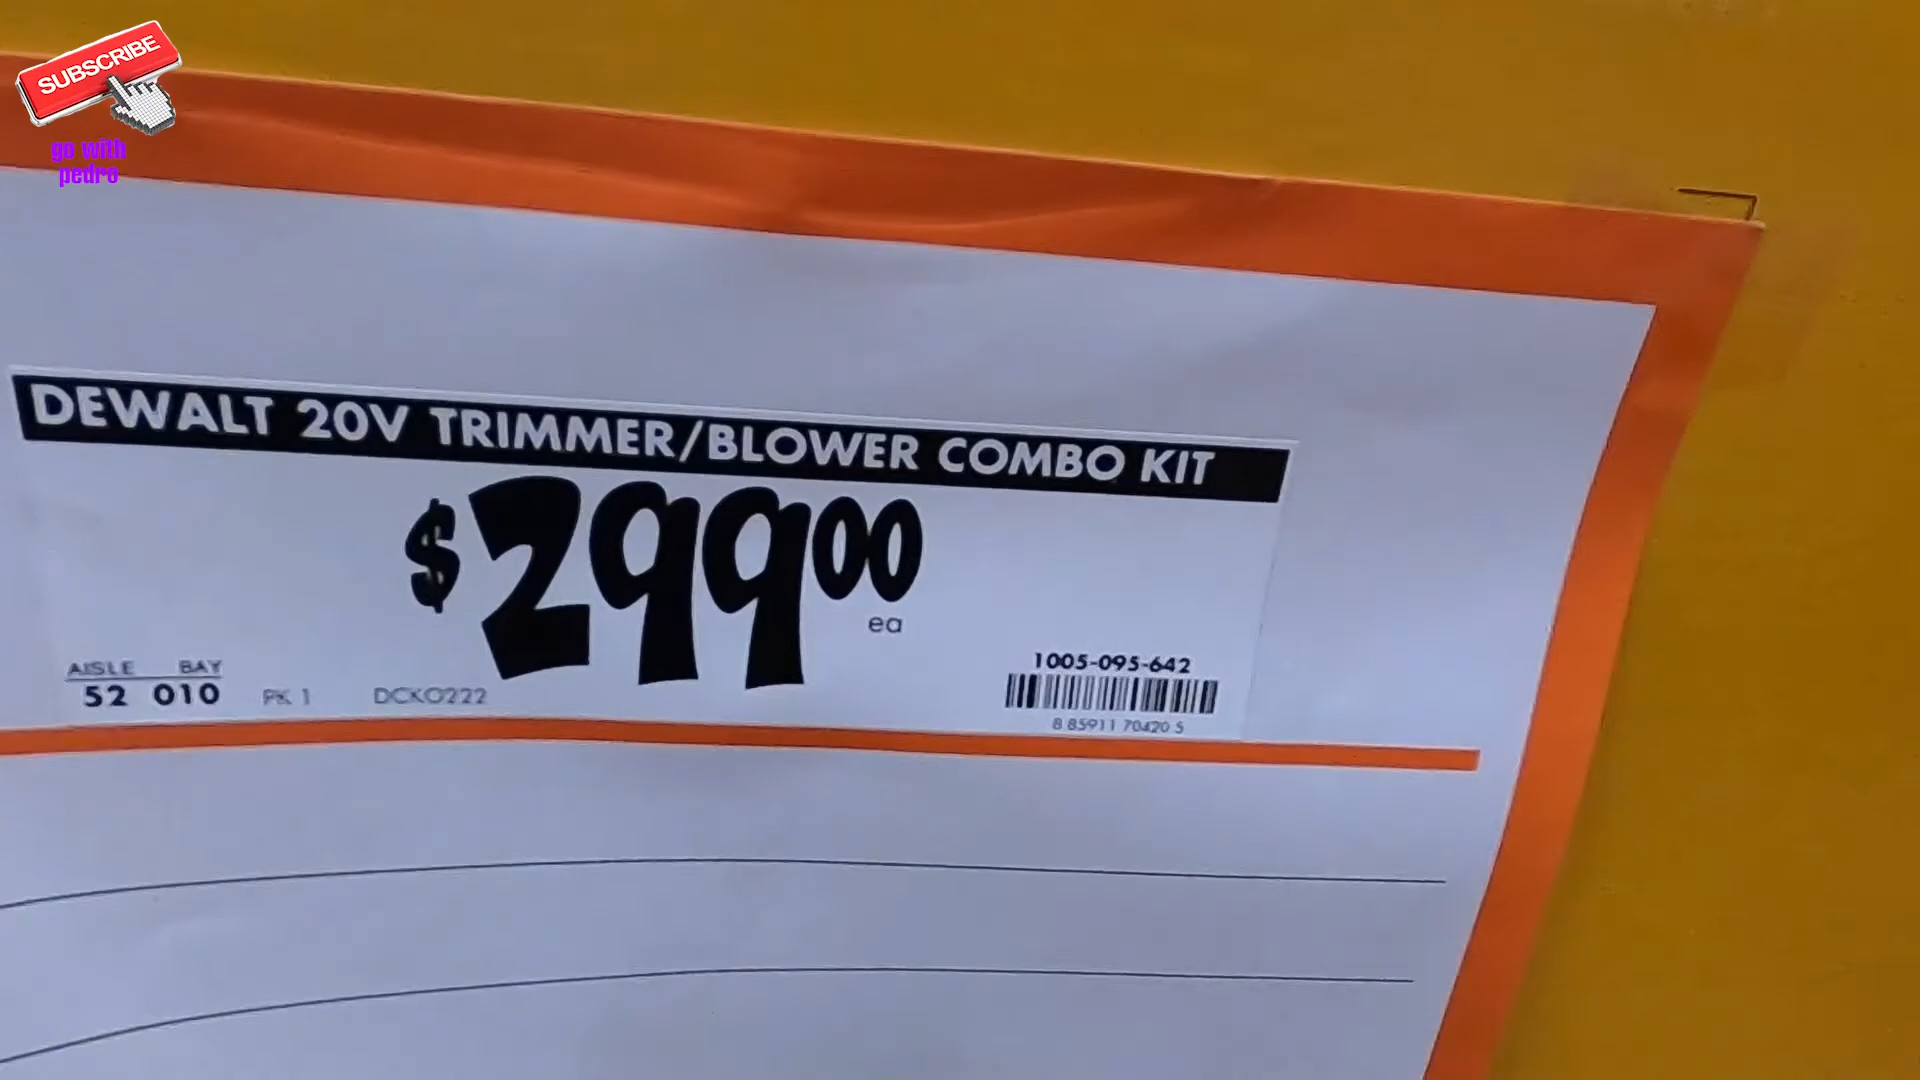 SUBSCRIBE
go with
pedro
DEWALT 20V TRIMMER/BLOWER COMBO KIT
$299 00
ea
AISLE BAY
52 010 PK 1 DCKO222
1005-095-642
8 85911 70420 5